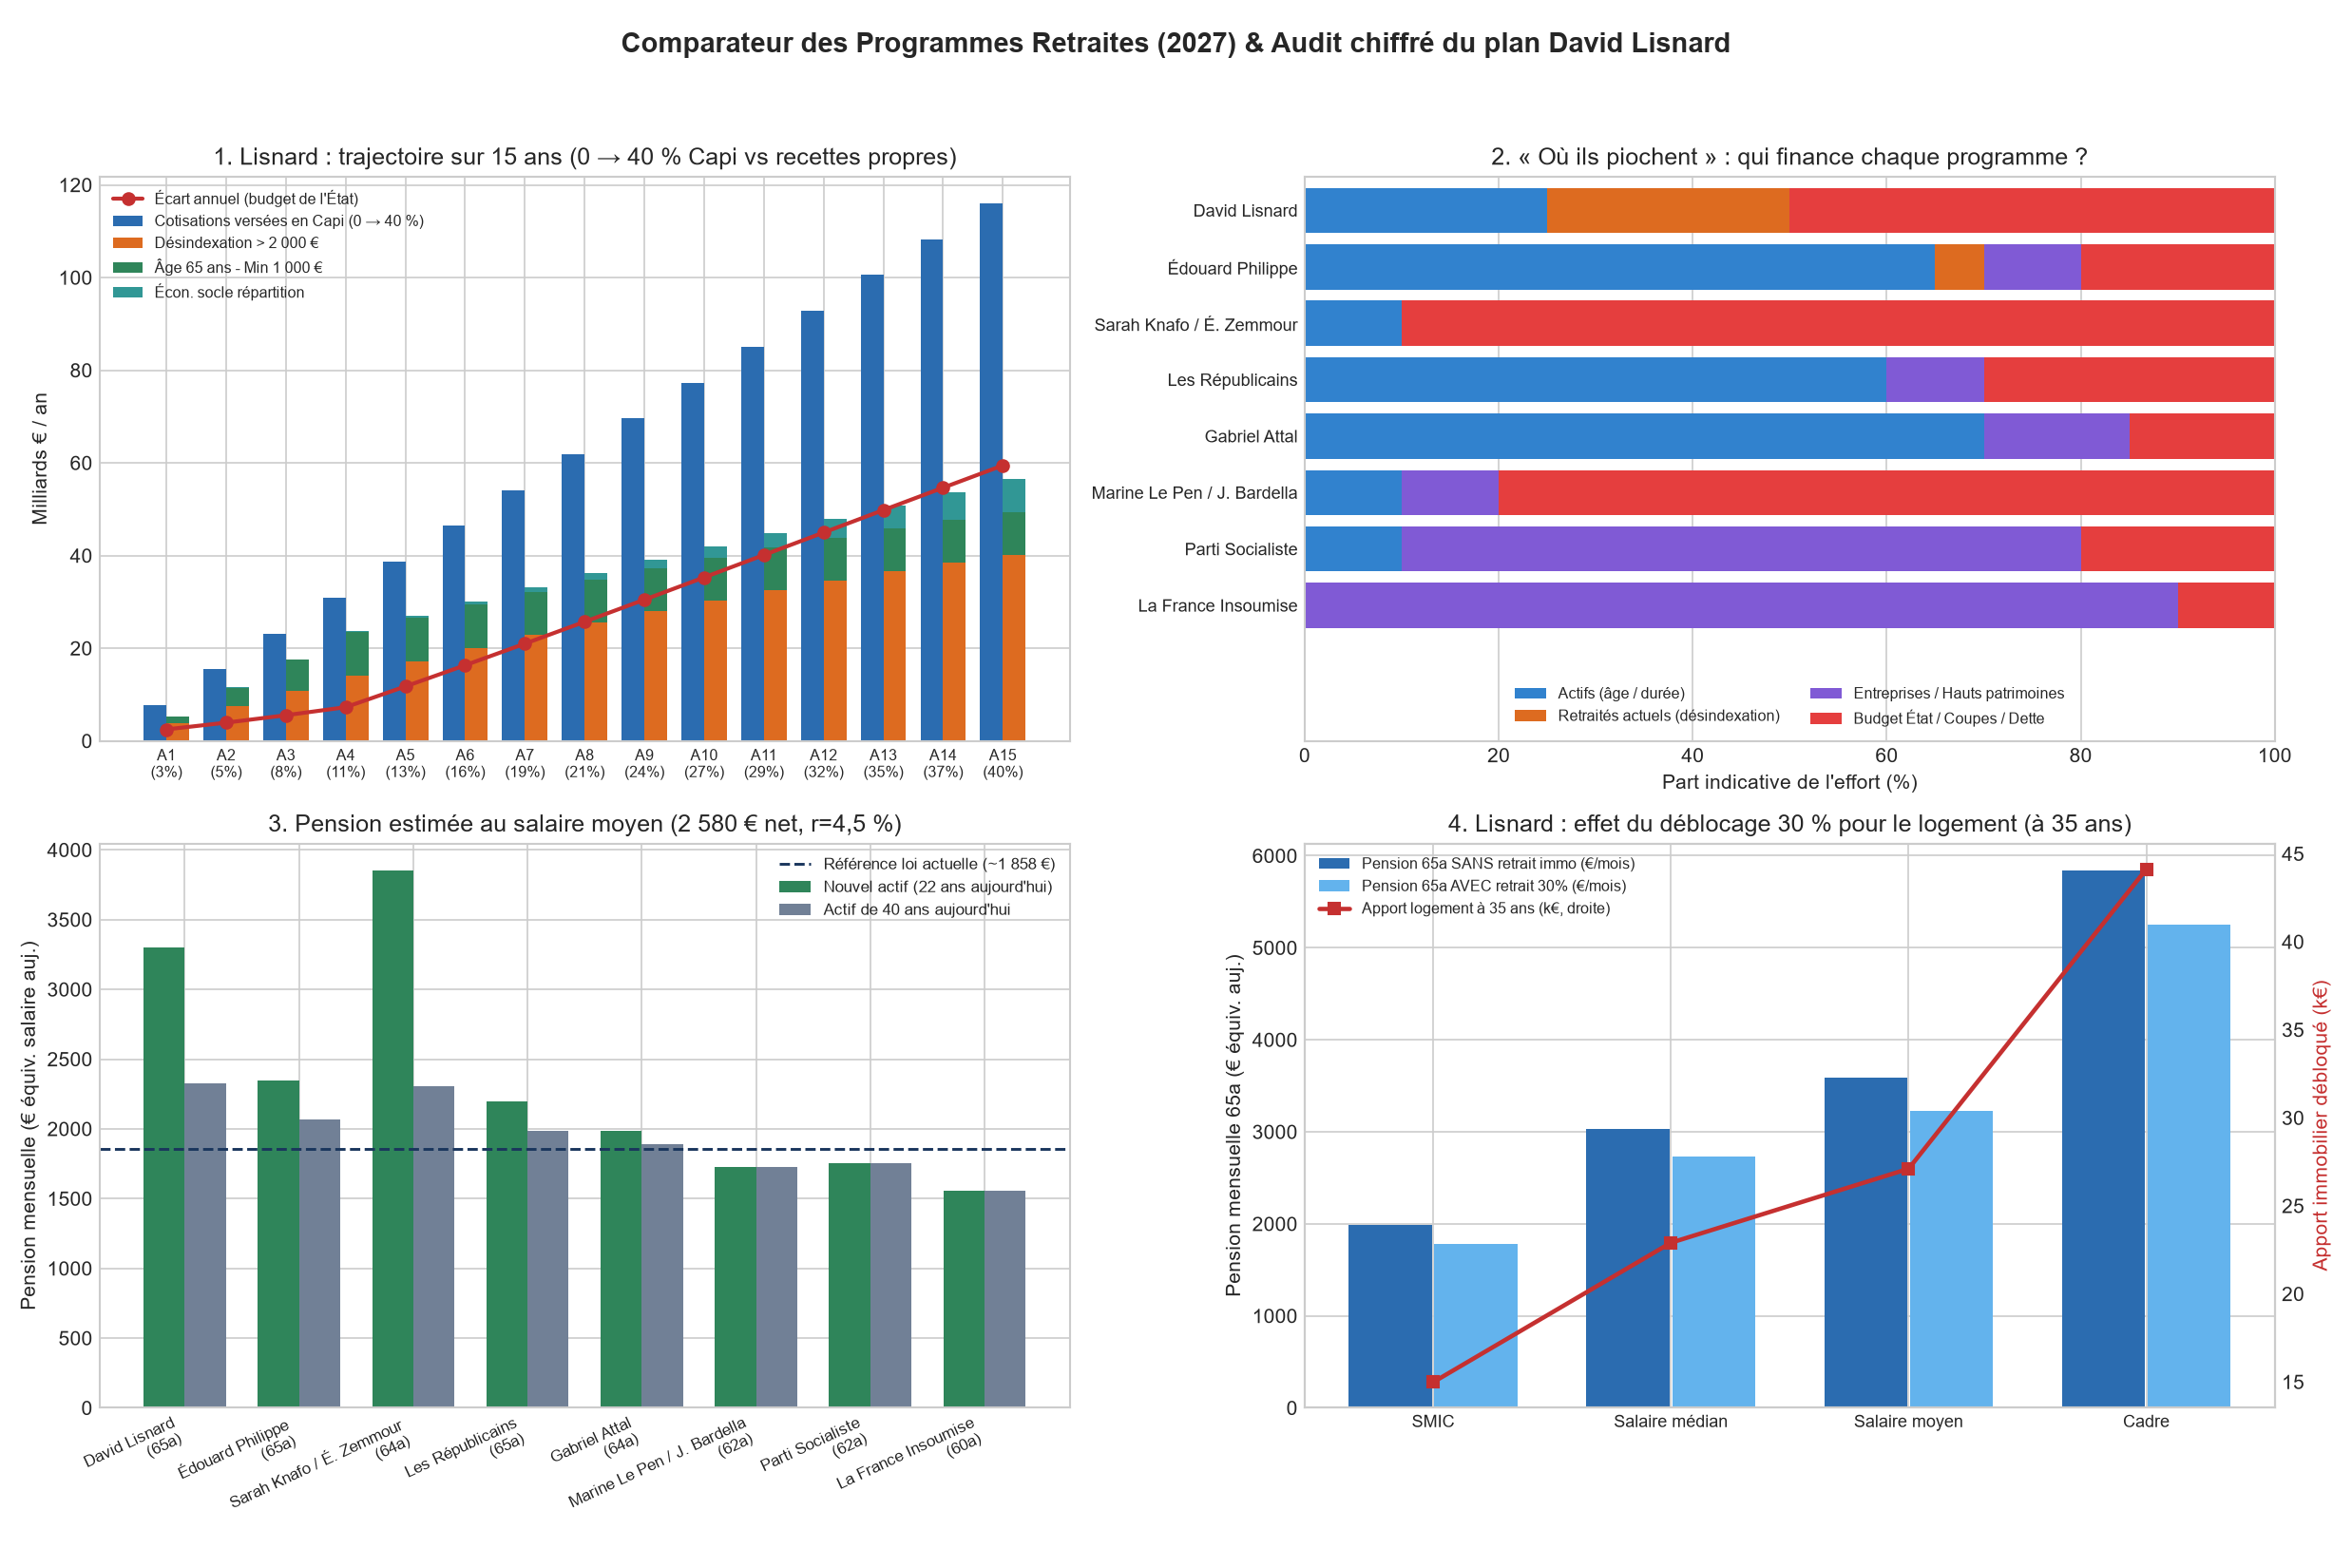 Comparateur des Programmes Retraites (2027) & Audit chiffré du plan David Lisnard
1. Lisnard : trajectoire sur 15 ans (0 → 40 % Capi vs recettes propres)
Milliards € / an
120
100
80
60
40
20
0
Écart annuel (budget de l'État)
Cotisations versées en Capi (0 → 40 %)
Désindexation > 2 000 €
Âge 65 ans - Min 1 000 €
Écon. socle répartition
A1 A2 A3 A4 A5 A6 A7 A8 A9 A10 A11 A12 A13 A14 A15
(3%) (5%) (8%) (11%) (13%) (16%) (19%) (21%) (24%) (27%) (29%) (32%) (35%) (37%) (40%)
2. « Où ils piochent » : qui finance chaque programme ?
David Lisnard
Édouard Philippe
Sarah Knafo / É. Zemmour
Les Républicains
Gabriel Attal
Marine Le Pen / J. Bardella
Parti Socialiste
La France Insoumise
Actifs (âge / durée)
Retraités actuels (désindexation)
Entreprises / Hauts patrimoines
Budget État / Coupes / Dette
0 20 40 60 80 100
Part indicative de l'effort (%)
3. Pension estimée au salaire moyen (2 580 € net, r=4,5 %)
Pension mensuelle (€ équiv. salaire auj.)
4000
3500
3000
2500
2000
1500
1000
500
0
Référence loi actuelle (~1 858 €)
Nouvel actif (22 ans aujourd'hui)
Actif de 40 ans aujourd'hui
David Lisnard
(65a)
Édouard Philippe
(65a)
Sarah Knafo / É. Zemmour
(64a)
Les Républicains
(65a)
Gabriel Attal
(64a)
Marine Le Pen / J. Bardella
(62a)
Parti Socialiste
(62a)
La France Insoumise
(60a)
4. Lisnard : effet du déblocage 30 % pour le logement (à 35 ans)
Pension mensuelle 65a (€ équiv. auj.)
6000
5000
4000
3000
2000
1000
0
Pension 65a SANS retrait immo (€/mois)
Pension 65a AVEC retrait 30% (€/mois)
Apport logement à 35 ans (k€, droite)
SMIC Salaire médian Salaire moyen Cadre
45
40
35
30
25
20
15
Apport immobilier débloqué (k€)